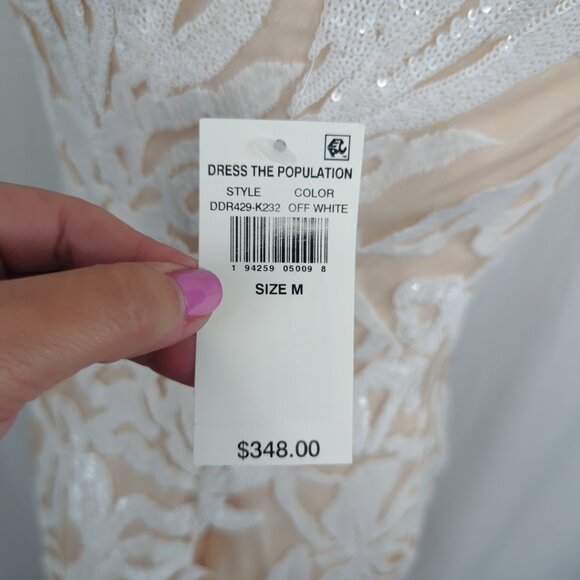 DRESS THE POPULATION
STYLE COLOR
DDR429-K232 OFF WHITE
1 94259 05009 8
SIZE M
$348.00